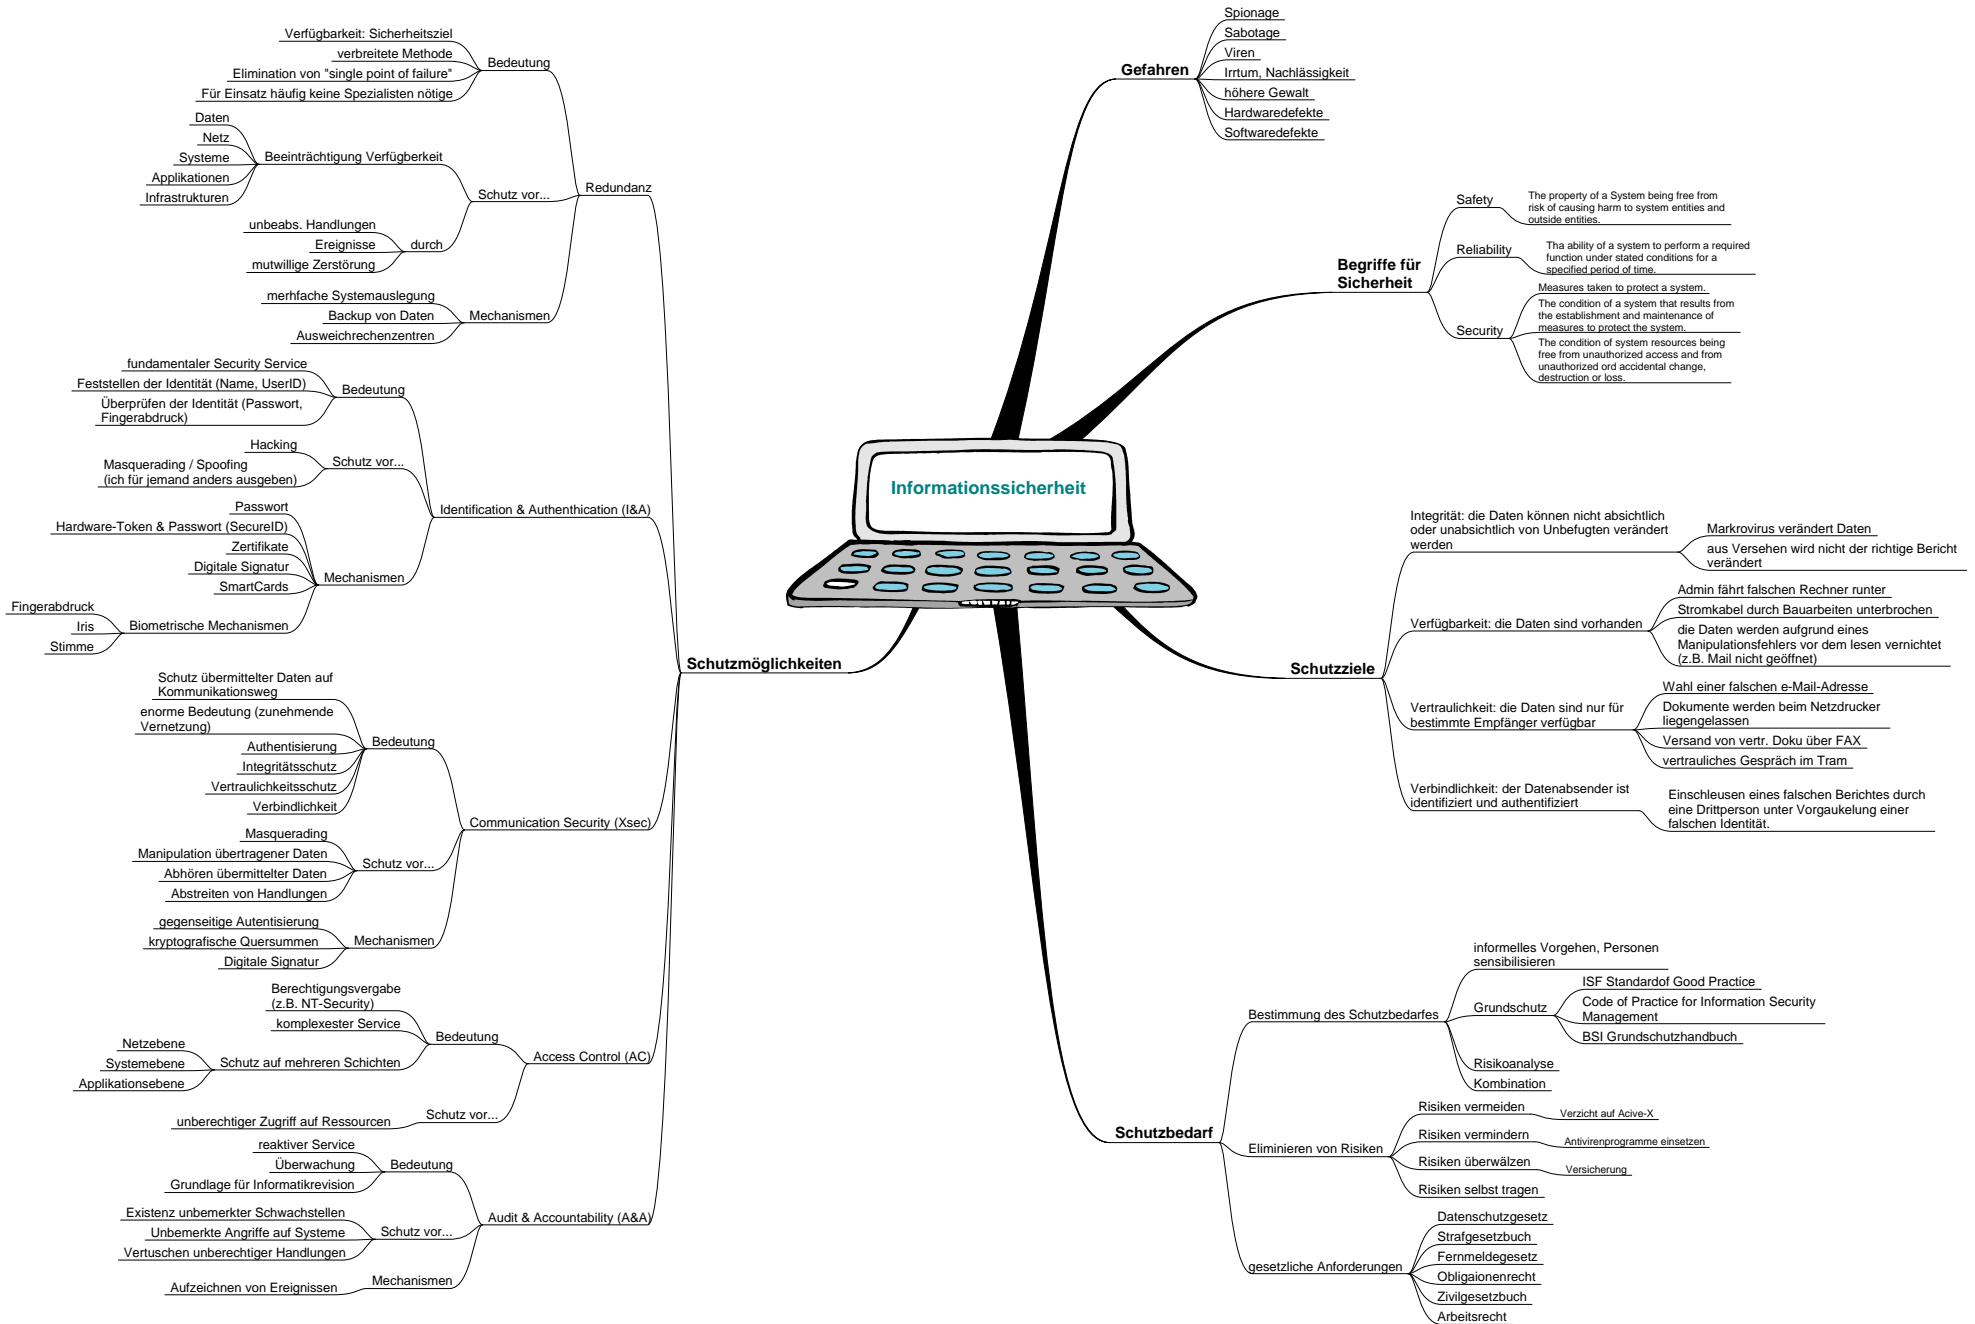 Informationssicherheit
Gefahren
Spionage
Sabotage
Viren
Irrtum, Nachlässigkeit
höhere Gewalt
Hardwaredefekte
Softwaredefekte
Begriffe für
Sicherheit
Safety
The property of a System being free from
risk of causing harm to system entities and
outside entities.
Reliability
Tha ability of a system to perform a required
function under stated conditions for a
specified period of time.
Security
Measures taken to protect a system.
The condition of a system that results from
the establishment and maintenance of
measures to protect the system.
The condition of system resources being
free from unauthorized access and from
unauthorized ord accidental change,
destruction or loss.
Schutzziele
Integrität: die Daten können nicht absichtlich
oder unabsichtlich von Unbefugten verändert
werden
Markrovirus verändert Daten
aus Versehen wird nicht der richtige Bericht
verändert
Verfügbarkeit: die Daten sind vorhanden
Admin fährt falschen Rechner runter
Stromkabel durch Bauarbeiten unterbrochen
die Daten werden aufgrund eines
Manipulationsfehlers vor dem lesen vernichtet
(z.B. Mail nicht geöffnet)
Vertraulichkeit: die Daten sind nur für
bestimmte Empfänger verfügbar
Wahl einer falschen e-Mail-Adresse
Dokumente werden beim Netzdrucker
liegengelassen
Versand von vertr. Doku über FAX
vertrauliches Gespräch im Tram
Verbindlichkeit: der Datenabsender ist
identifiziert und authentifiziert
Einschleusen eines falschen Berichtes durch
eine Drittperson unter Vorgaukelung einer
falschen Identität.
Schutzbedarf
Bestimmung des Schutzbedarfes
informelles Vorgehen, Personen
sensibilisieren
Grundschutz
ISF Standardof Good Practice
Code of Practice for Information Security
Management
BSI Grundschutzhandbuch
Risikoanalyse
Kombination
Eliminieren von Risiken
Risiken vermeiden
Verzicht auf Acive-X
Risiken vermindern
Antivirenprogramme einsetzen
Risiken überwälzen
Versicherung
Risiken selbst tragen
gesetzliche Anforderungen
Datenschutzgesetz
Strafgesetzbuch
Fernmeldegesetz
Obligaionenrecht
Zivilgesetzbuch
Arbeitsrecht
Schutzmöglichkeiten
Redundanz
Bedeutung
Verfügbarkeit: Sicherheitsziel
verbreitete Methode
Elimination von "single point of failure"
Für Einsatz häufig keine Spezialisten nötige
Schutz vor...
Beeinträchtigung Verfügberkeit
Daten
Netz
Systeme
Applikationen
Infrastrukturen
durch
unbeabs. Handlungen
Ereignisse
mutwillige Zerstörung
Mechanismen
merhfache Systemauslegung
Backup von Daten
Ausweichrechenzentren
Identification & Authenthication (I&A)
Bedeutung
fundamentaler Security Service
Feststellen der Identität (Name, UserID)
Überprüfen der Identität (Passwort,
Fingerabdruck)
Schutz vor...
Hacking
Masquerading / Spoofing
(ich für jemand anders ausgeben)
Mechanismen
Passwort
Hardware-Token & Passwort (SecureID)
Zertifikate
Digitale Signatur
SmartCards
Biometrische Mechanismen
Fingerabdruck
Iris
Stimme
Communication Security (Xsec)
Bedeutung
Schutz übermittelter Daten auf
Kommunikationsweg
enorme Bedeutung (zunehmende
Vernetzung)
Authentisierung
Integritätsschutz
Vertraulichkeitsschutz
Verbindlichkeit
Schutz vor...
Masquerading
Manipulation übertragener Daten
Abhören übermittelter Daten
Abstreiten von Handlungen
Mechanismen
gegenseitige Autentisierung
kryptografische Quersummen
Digitale Signatur
Access Control (AC)
Bedeutung
Berechtigungsvergabe
(z.B. NT-Security)
komplexester Service
Schutz auf mehreren Schichten
Netzebene
Systemebene
Applikationsebene
Schutz vor...
unberechtiger Zugriff auf Ressourcen
Audit & Accountability (A&A)
Bedeutung
reaktiver Service
Überwachung
Grundlage für Informatikrevision
Schutz vor...
Existenz unbemerkter Schwachstellen
Unbemerkte Angriffe auf Systeme
Vertuschen unberechtiger Handlungen
Mechanismen
Aufzeichnen von Ereignissen